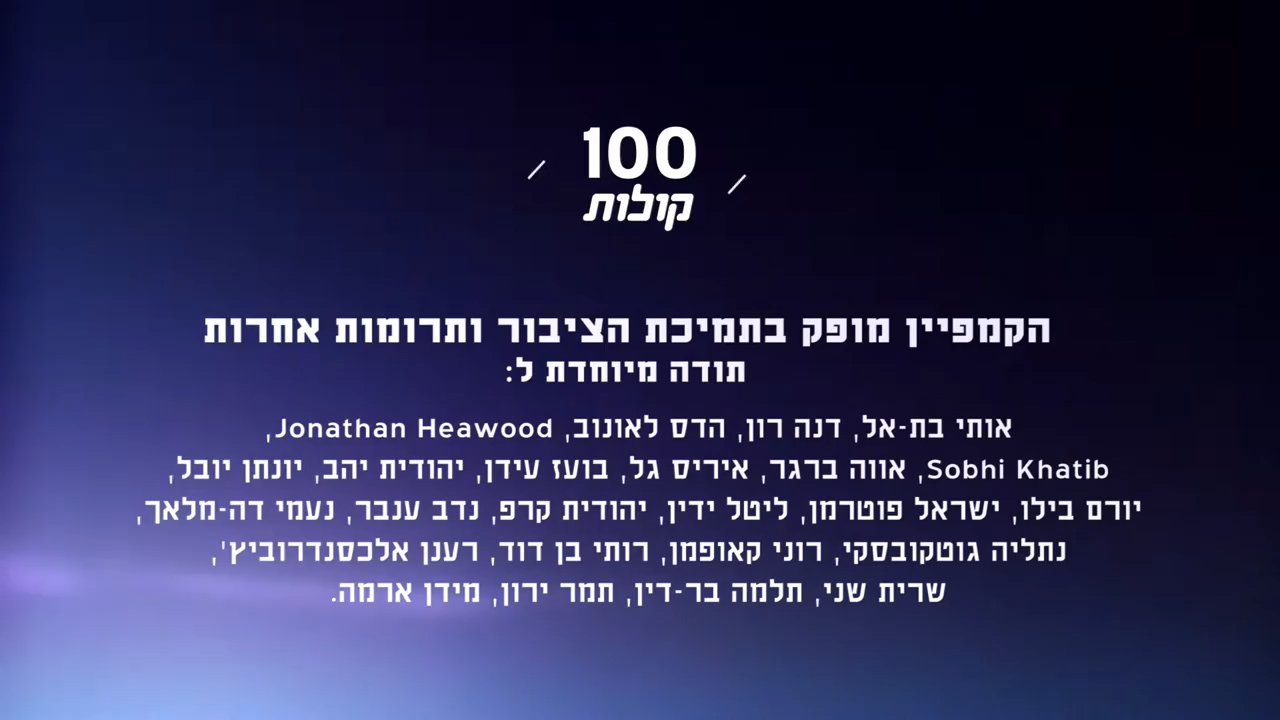 100
קולות
הקמפיין מופק בתמיכת הציבור ותרומות אחרות
תודה מיוחדת ל:
אותי בת-אל, דנה רון, הדס לאונוב, Jonathan Heawood,
Sobhi Khatib, אווה ברגר, איריס גל, בועז עידן, יהודית יהב, יונתן יובל,
יורם בילו, ישראל פוטרמן, ליטל ידין, יהודית קרפ, נדב ענבר, נעמי דה-מלאך,
נתליה גוטקובסקי, רוני קאופמן, רותי בן דוד, רענן אלכסנדרוביץ',
שרית שני, תלמה בר-דין, תמר ירון, מידן ארמה.